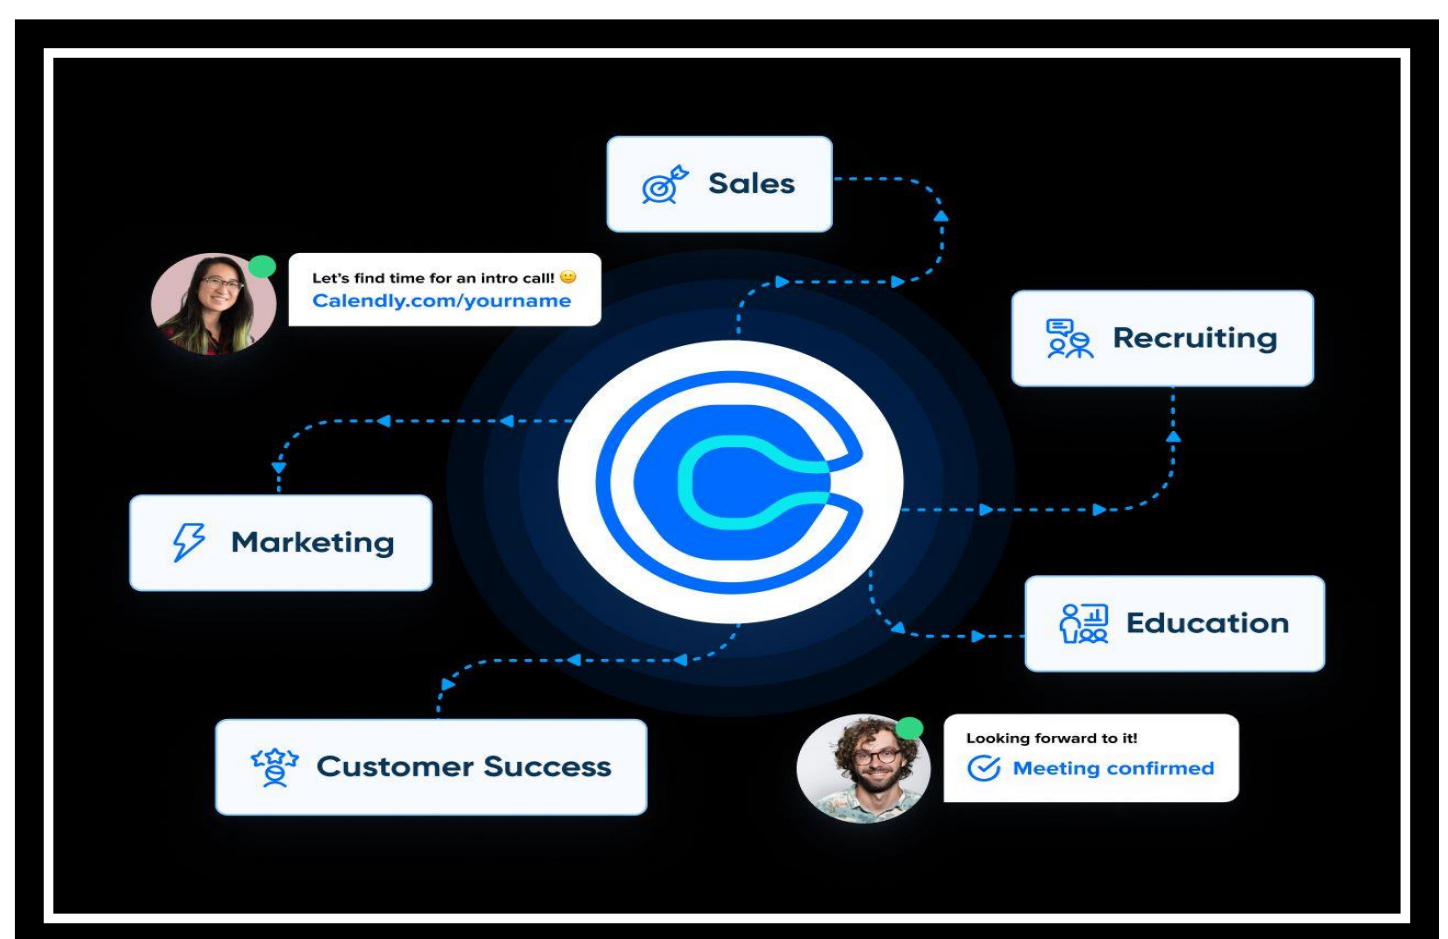 Sales
Let's find time for an intro call! 🙂
Calendly.com/yourname
Recruiting
Marketing
Education
Customer Success
Looking forward to it!
Meeting confirmed